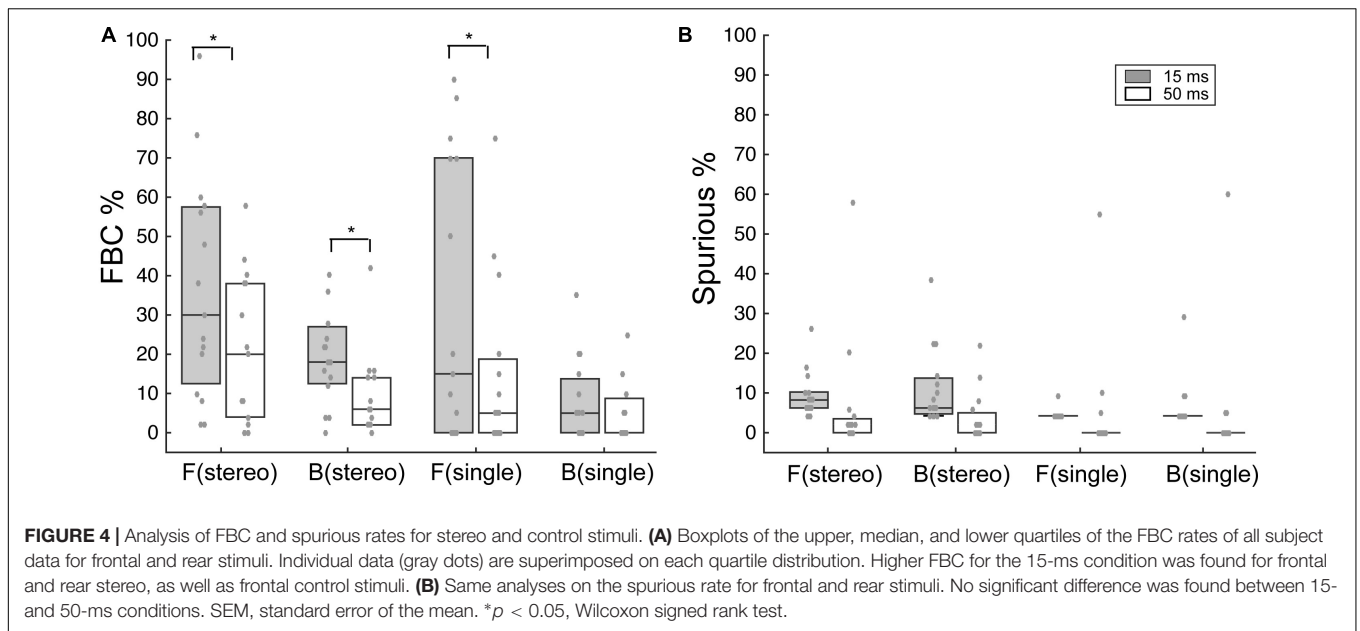 A
B
*
*
*
100
90
80
70
60
50
40
30
20
10
0
FBC %
F(stereo) B(stereo) F(single) B(single)
100
90
80
70
60
50
40
30
20
10
0
Spurious %
15 ms
50 ms
F(stereo) B(stereo) F(single) B(single)
FIGURE 4 | Analysis of FBC and spurious rates for stereo and control stimuli. (A) Boxplots of the upper, median, and lower quartiles of the FBC rates of all subject
data for frontal and rear stimuli. Individual data (gray dots) are superimposed on each quartile distribution. Higher FBC for the 15-ms condition was found for frontal
and rear stereo, as well as frontal control stimuli. (B) Same analyses on the spurious rate for frontal and rear stimuli. No significant difference was found between 15-
and 50-ms conditions. SEM, standard error of the mean. *p < 0.05, Wilcoxon signed rank test.